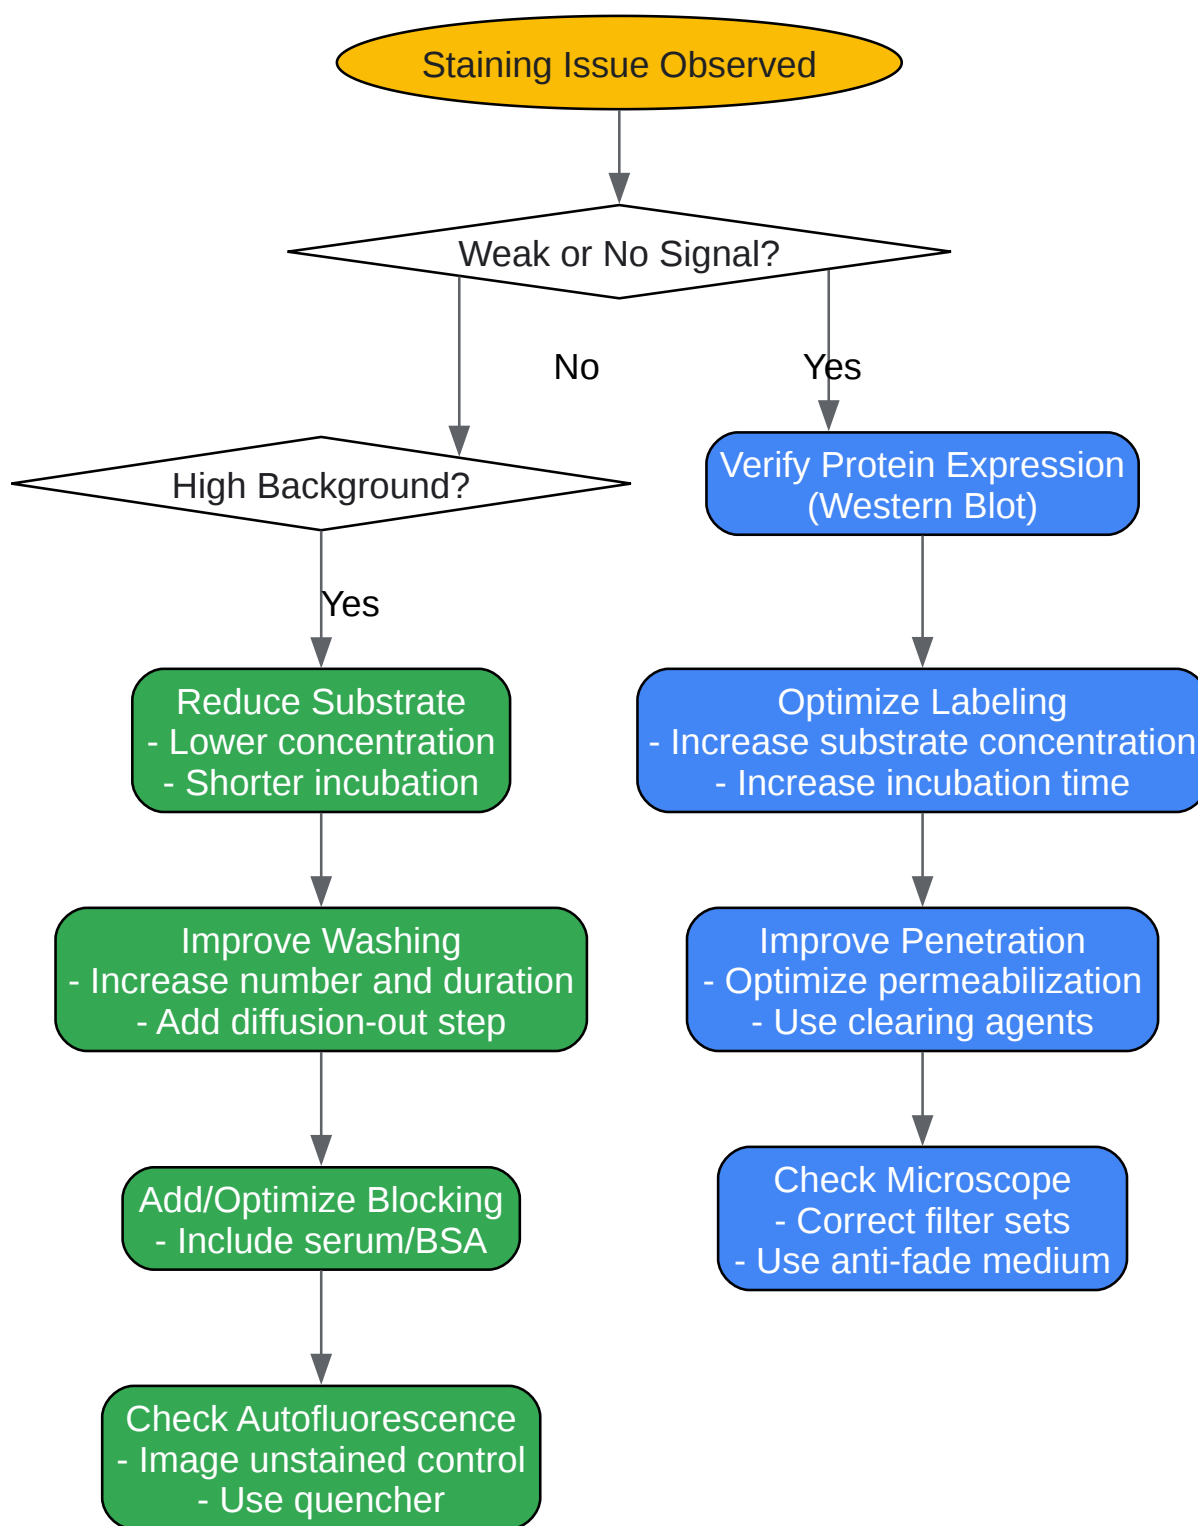 Staining Issue Observed
Weak or No Signal?
No
Yes
High Background?
Verify Protein Expression
(Western Blot)
Yes
Reduce Substrate
- Lower concentration
- Shorter incubation
Optimize Labeling
- Increase substrate concentration
- Increase incubation time
Improve Washing
- Increase number and duration
- Add diffusion-out step
Improve Penetration
- Optimize permeabilization
- Use clearing agents
Add/Optimize Blocking
- Include serum/BSA
Check Microscope
- Correct filter sets
- Use anti-fade medium
Check Autofluorescence
- Image unstained control
- Use quencher